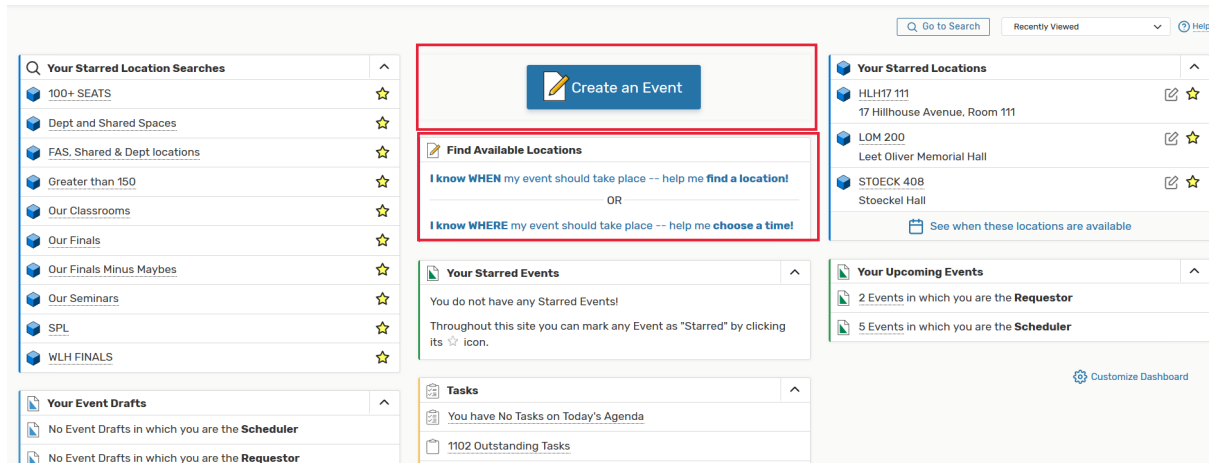 Go to Search
Recently Viewed
Help
Your Starred Location Searches
100+ SEATS
Dept and Shared Spaces
FAS, Shared & Dept locations
Greater than 150
Our Classrooms
Our Finals
Our Finals Minus Maybes
Our Seminars
SPL
WLH FINALS
Your Event Drafts
No Event Drafts in which you are the Scheduler
No Event Drafts in which you are the Requestor
Create an Event
Find Available Locations
I know WHEN my event should take place -- help me find a location!
OR
I know WHERE my event should take place -- help me choose a time!
Your Starred Events
You do not have any Starred Events!
Throughout this site you can mark any Event as "Starred" by clicking
its ☆ icon.
Tasks
You have No Tasks on Today's Agenda
1102 Outstanding Tasks
Your Starred Locations
HLH17 111
17 Hillhouse Avenue, Room 111
LOM 200
Leet Oliver Memorial Hall
STOECK 408
Stoeckel Hall
See when these locations are available
Your Upcoming Events
2 Events in which you are the Requestor
5 Events in which you are the Scheduler
Customize Dashboard